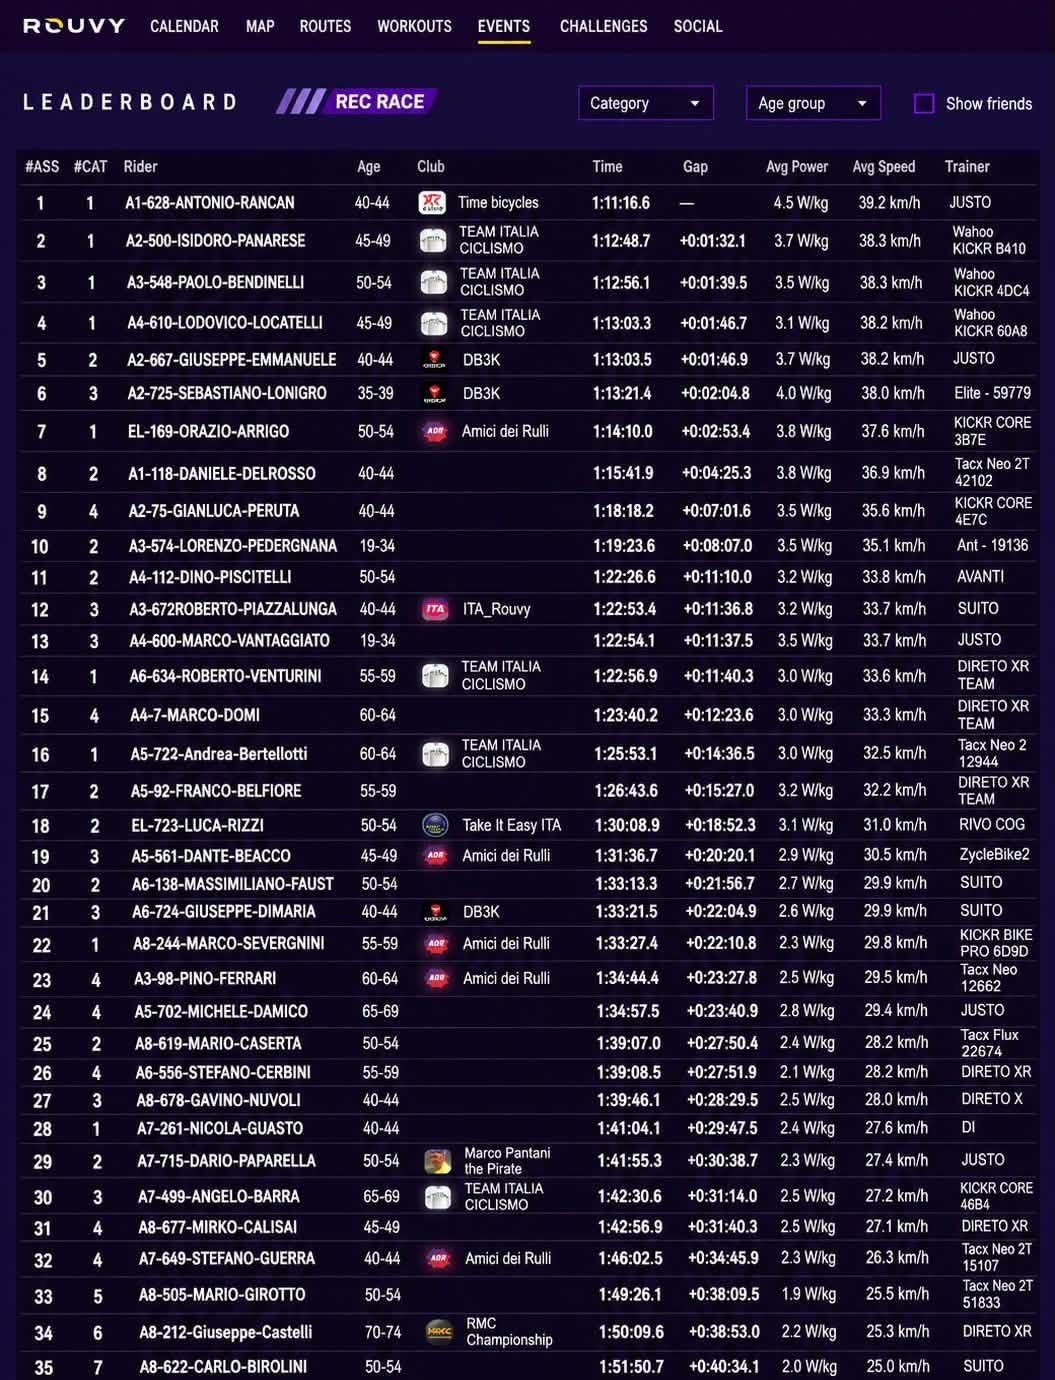 ROUVY CALENDAR MAP ROUTES WORKOUTS EVENTS CHALLENGES SOCIAL
LEADERBOARD REC RACE Category Age group Show friends
#ASS #CAT Rider Age Club Time Gap Avg Power Avg Speed Trainer
1 1 A1-628-ANTONIO-RANCAN 40-44 Time bicycles 1:11:16.6 — 4.5 W/kg 39.2 km/h JUSTO
2 1 A2-500-ISIDORO-PANARESE 45-49 TEAM ITALIA CICLISMO 1:12:48.7 +0:01:32.1 3.7 W/kg 38.3 km/h Wahoo KICKR B410
3 1 A3-548-PAOLO-BENDINELLI 50-54 TEAM ITALIA CICLISMO 1:12:56.1 +0:01:39.5 3.5 W/kg 38.3 km/h Wahoo KICKR 4DC4
4 1 A4-610-LODOVICO-LOCATELLI 45-49 TEAM ITALIA CICLISMO 1:13:03.3 +0:01:46.7 3.1 W/kg 38.2 km/h Wahoo KICKR 60A8
5 2 A2-667-GIUSEPPE-EMMANUELE 40-44 DB3K 1:13:03.5 +0:01:46.9 3.7 W/kg 38.2 km/h JUSTO
6 3 A2-725-SEBASTIANO-LONIGRO 35-39 DB3K 1:13:21.4 +0:02:04.8 4.0 W/kg 38.0 km/h Elite - 59779
7 1 EL-169-ORAZIO-ARRIGO 50-54 ADR Amici dei Rulli 1:14:10.0 +0:02:53.4 3.8 W/kg 37.6 km/h KICKR CORE 3B7E
8 2 A1-118-DANIELE-DELROSSO 40-44 1:15:41.9 +0:04:25.3 3.8 W/kg 36.9 km/h Tacx Neo 2T 42102
9 4 A2-75-GIANLUCA-PERUTA 40-44 1:18:18.2 +0:07:01.6 3.5 W/kg 35.6 km/h KICKR CORE 4E7C
10 2 A3-574-LORENZO-PEDERGNANA 19-34 1:19:23.6 +0:08:07.0 3.5 W/kg 35.1 km/h Ant - 19136
11 2 A4-112-DINO-PISCITELLI 50-54 1:22:26.6 +0:11:10.0 3.2 W/kg 33.8 km/h AVANTI
12 3 A3-672ROBERTO-PIAZZALUNGA 40-44 ITA ITA_Rouvy 1:22:53.4 +0:11:36.8 3.2 W/kg 33.7 km/h SUITO
13 3 A4-600-MARCO-VANTAGGIATO 19-34 1:22:54.1 +0:11:37.5 3.5 W/kg 33.7 km/h JUSTO
14 1 A6-634-ROBERTO-VENTURINI 55-59 TEAM ITALIA CICLISMO 1:22:56.9 +0:11:40.3 3.0 W/kg 33.6 km/h DIRETO XR TEAM
15 4 A4-7-MARCO-DOMI 60-64 1:23:40.2 +0:12:23.6 3.0 W/kg 33.3 km/h DIRETO XR TEAM
16 1 A5-722-Andrea-Bertellotti 60-64 TEAM ITALIA CICLISMO 1:25:53.1 +0:14:36.5 3.0 W/kg 32.5 km/h Tacx Neo 2 12944
17 2 A5-92-FRANCO-BELFIORE 55-59 1:26:43.6 +0:15:27.0 3.2 W/kg 32.2 km/h DIRETO XR TEAM
18 2 EL-723-LUCA-RIZZI 50-54 Take It Easy ITA 1:30:08.9 +0:18:52.3 3.1 W/kg 31.0 km/h RIVO COG
19 3 A5-561-DANTE-BEACCO 45-49 ADR Amici dei Rulli 1:31:36.7 +0:20:20.1 2.9 W/kg 30.5 km/h ZycleBike2
20 2 A6-138-MASSIMILIANO-FAUST 50-54 1:33:13.3 +0:21:56.7 2.7 W/kg 29.9 km/h SUITO
21 3 A6-724-GIUSEPPE-DIMARIA 40-44 DB3K 1:33:21.5 +0:22:04.9 2.6 W/kg 29.9 km/h SUITO
22 1 A8-244-MARCO-SEVERGNINI 55-59 ADR Amici dei Rulli 1:33:27.4 +0:22:10.8 2.3 W/kg 29.8 km/h KICKR BIKE PRO 6D9D
23 4 A3-98-PINO-FERRARI 60-64 ADR Amici dei Rulli 1:34:44.4 +0:23:27.8 2.5 W/kg 29.5 km/h Tacx Neo 12662
24 4 A5-702-MICHELE-DAMICO 65-69 1:34:57.5 +0:23:40.9 2.8 W/kg 29.4 km/h JUSTO
25 2 A8-619-MARIO-CASERTA 50-54 1:39:07.0 +0:27:50.4 2.4 W/kg 28.2 km/h Tacx Flux 22674
26 4 A6-556-STEFANO-CERBINI 55-59 1:39:08.5 +0:27:51.9 2.1 W/kg 28.2 km/h DIRETO XR
27 3 A8-678-GAVINO-NUVOLI 40-44 1:39:46.1 +0:28:29.5 2.5 W/kg 28.0 km/h DIRETO X
28 1 A7-261-NICOLA-GUASTO 40-44 1:41:04.1 +0:29:47.5 2.4 W/kg 27.6 km/h DI
29 2 A7-715-DARIO-PAPARELLA 50-54 Marco Pantani the Pirate 1:41:55.3 +0:30:38.7 2.3 W/kg 27.4 km/h JUSTO
30 3 A7-499-ANGELO-BARRA 65-69 TEAM ITALIA CICLISMO 1:42:30.6 +0:31:14.0 2.5 W/kg 27.2 km/h KICKR CORE 46B4
31 4 A8-677-MIRKO-CALISAI 45-49 1:42:56.9 +0:31:40.3 2.5 W/kg 27.1 km/h DIRETO XR
32 4 A7-649-STEFANO-GUERRA 40-44 ADR Amici dei Rulli 1:46:02.5 +0:34:45.9 2.3 W/kg 26.3 km/h Tacx Neo 2T 15107
33 5 A8-505-MARIO-GIROTTO 50-54 1:49:26.1 +0:38:09.5 1.9 W/kg 25.5 km/h Tacx Neo 2T 51833
34 6 A8-212-Giuseppe-Castelli 70-74 RMC Championship 1:50:09.6 +0:38:53.0 2.2 W/kg 25.3 km/h DIRETO XR
35 7 A8-622-CARLO-BIROLINI 50-54 1:51:50.7 +0:40:34.1 2.0 W/kg 25.0 km/h SUITO